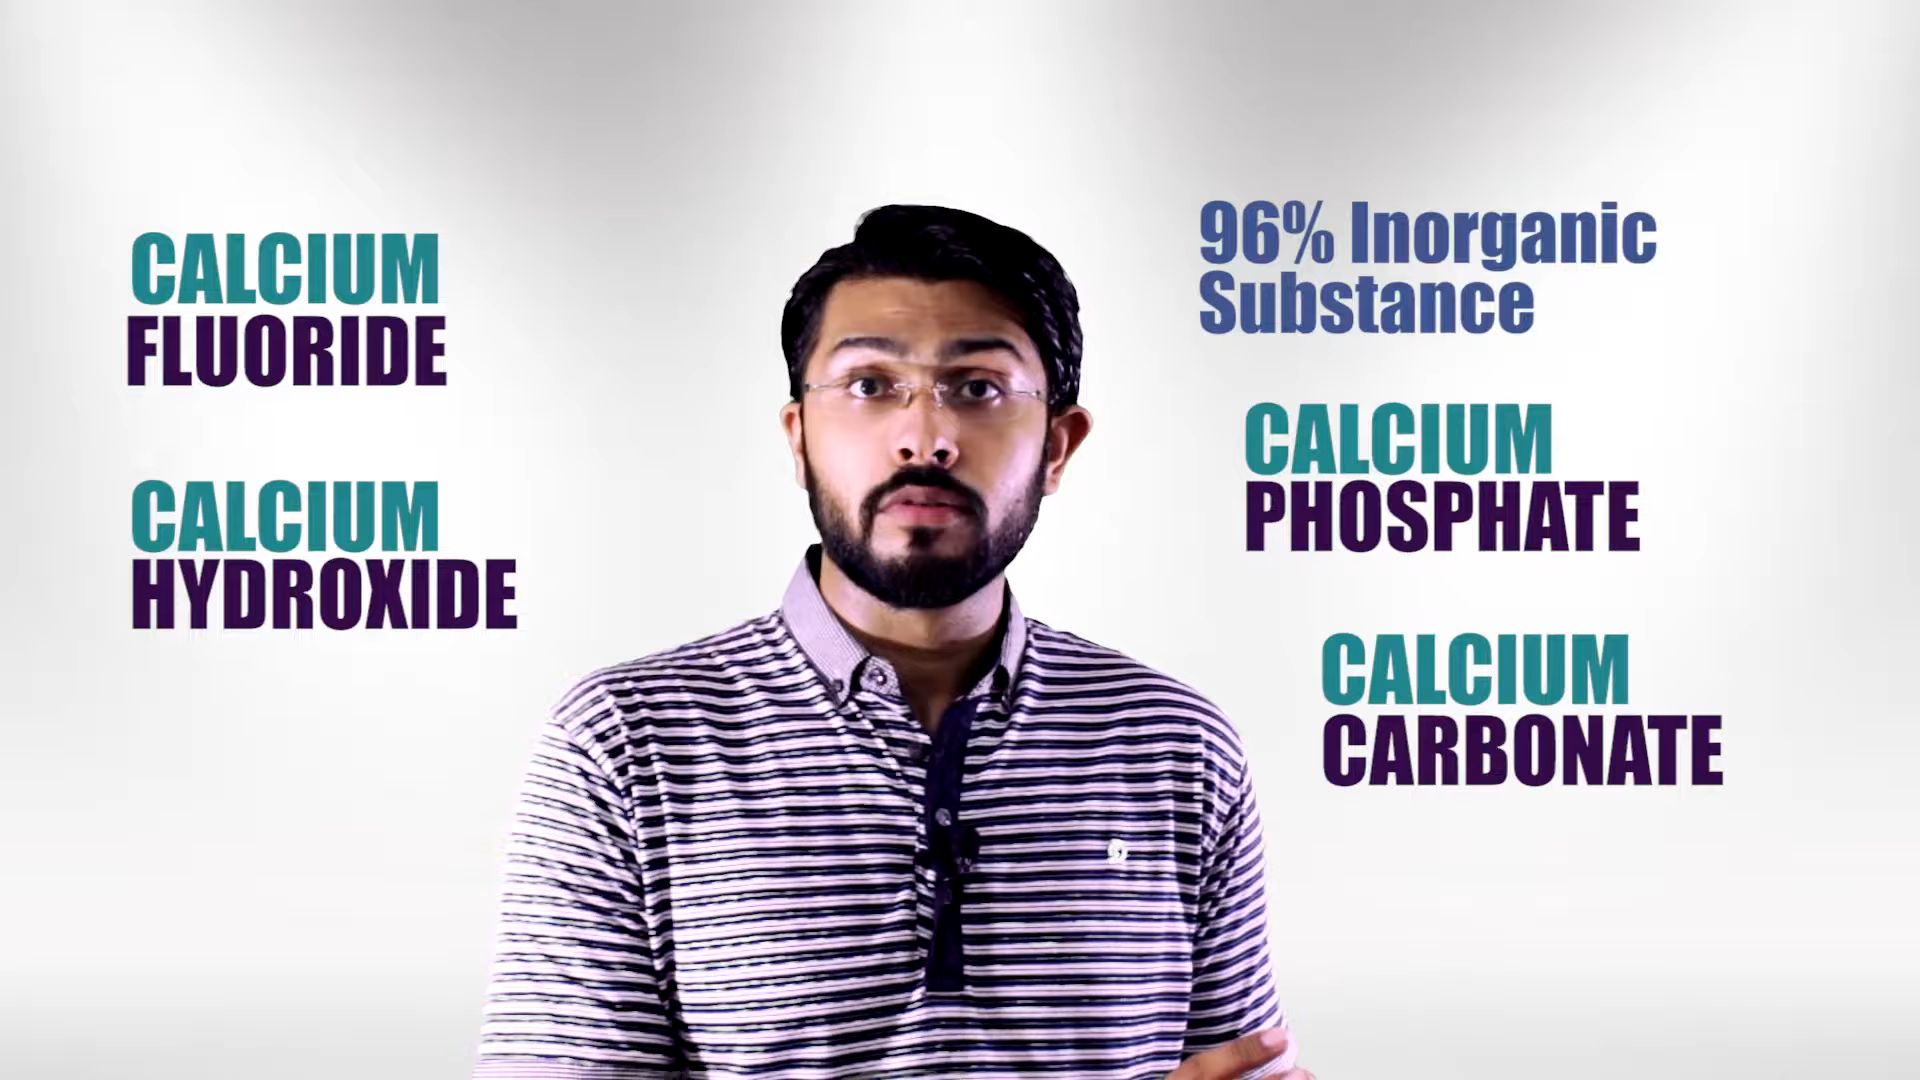 CALCIUM
FLUORIDE
CALCIUM
HYDROXIDE
96% Inorganic
Substance
CALCIUM
PHOSPHATE
CALCIUM
CARBONATE